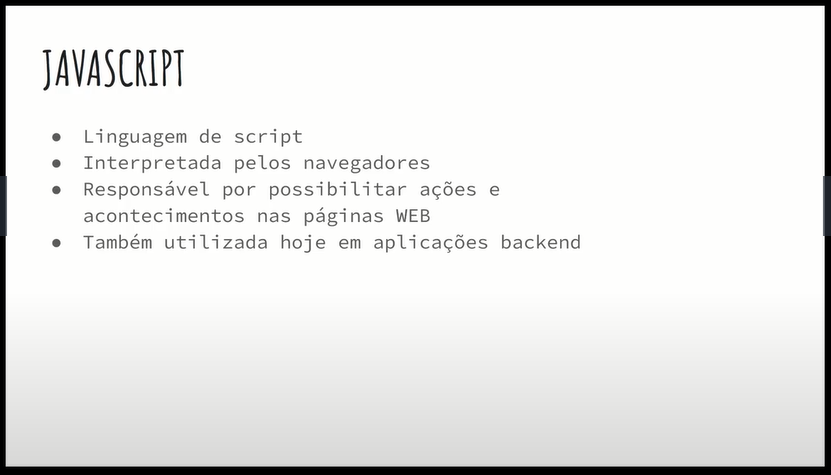 JAVASCRIPT
● Linguagem de script
● Interpretada pelos navegadores
● Responsável por possibilitar ações e
acontecimentos nas páginas WEB
● Também utilizada hoje em aplicações backend